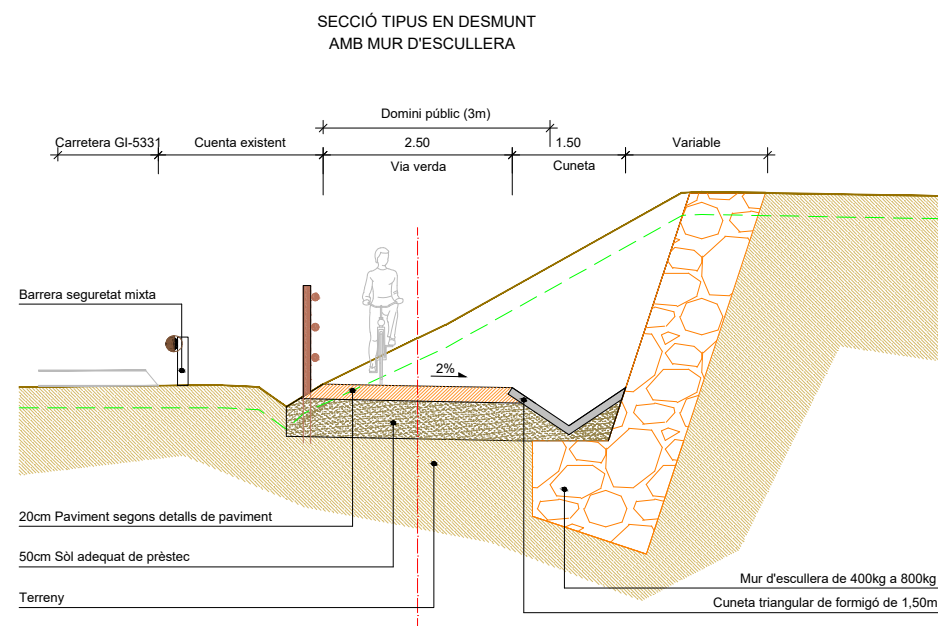 SECCIÓ TIPUS EN DESMUNT
AMB MUR D'ESCULLERA
Domini públic (3m)
Carretera GI-5331
Cuenta existent
2.50
1.50
Variable
Via verda
Cuneta
Barrera seguretat mixta
2%
20cm Paviment segons detalls de paviment
50cm Sòl adequat de prèstec
Terreny
Mur d'escullera de 400kg a 800kg
Cuneta triangular de formigó de 1,50m